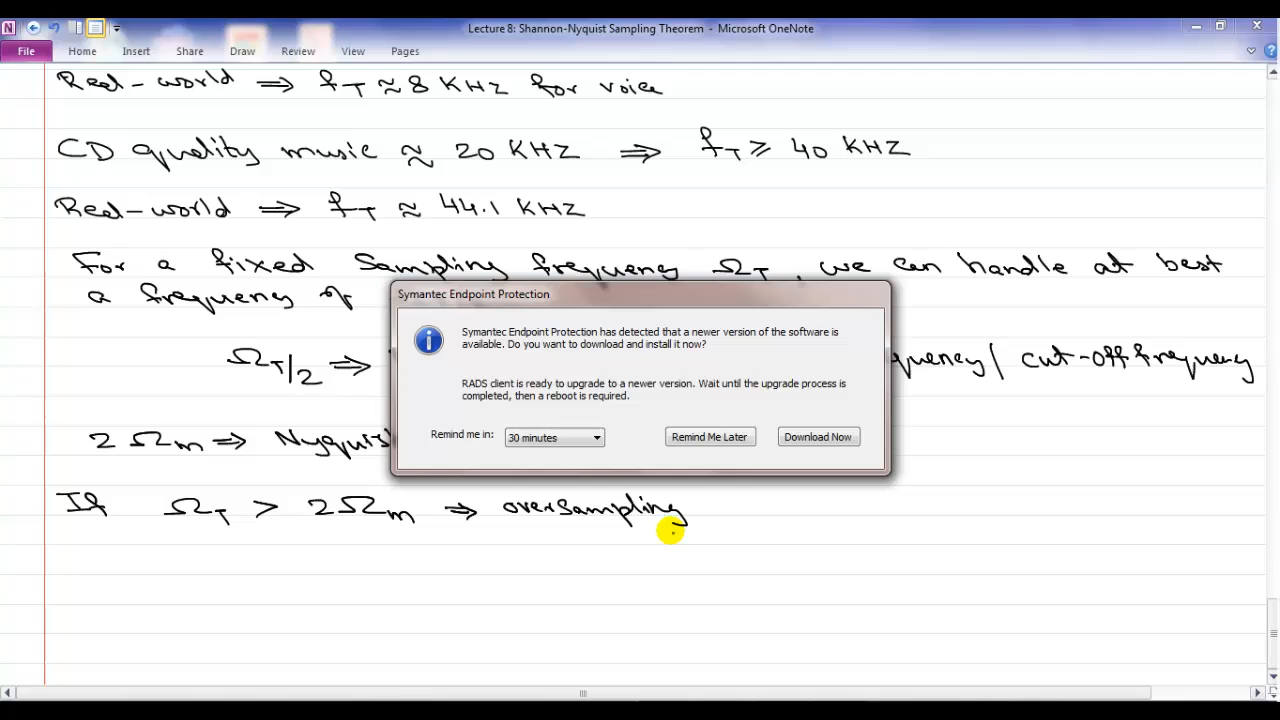 Lecture 8: Shannon-Nyquist Sampling Theorem - Microsoft OneNote
File Home Insert Share Draw Review View Pages
Real-world ⇒ fT ≈ 8 KHZ for voice
CD quality music ≈ 20 KHZ ⇒ fT ≥ 40 KHZ
Real-world ⇒ fT ≈ 44.1 KHZ
For a fixed Sampling frequency ΩT, we can handle at best
a frequency of
Symantec Endpoint Protection
Symantec Endpoint Protection has detected that a newer version of the software is
available. Do you want to download and install it now?
ΩT/2 ⇒ quency/ cut-off frequency
RADS client is ready to upgrade to a newer version. Wait until the upgrade process is
completed, then a reboot is required.
Remind me in: 30 minutes Remind Me Later Download Now
2Ωm ⇒ Nyquis
If ΩT > 2Ωm ⇒ oversampling